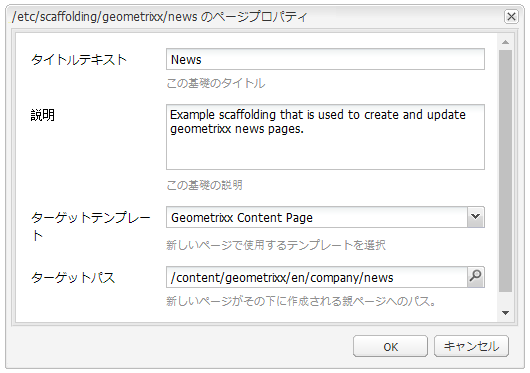 /etc/scaffolding/geometrixx/news のページプロパティ
タイトルテキスト
News
この基礎のタイトル
説明
Example scaffolding that is used to create and update
geometrixx news pages.
この基礎の説明
ターゲットテンプレー
ト
Geometrixx Content Page
新しいページで使用するテンプレートを選択
ターゲットパス
/content/geometrixx/en/company/news
新しいページがその下に作成される親ページへのパス。
OK
キャンセル